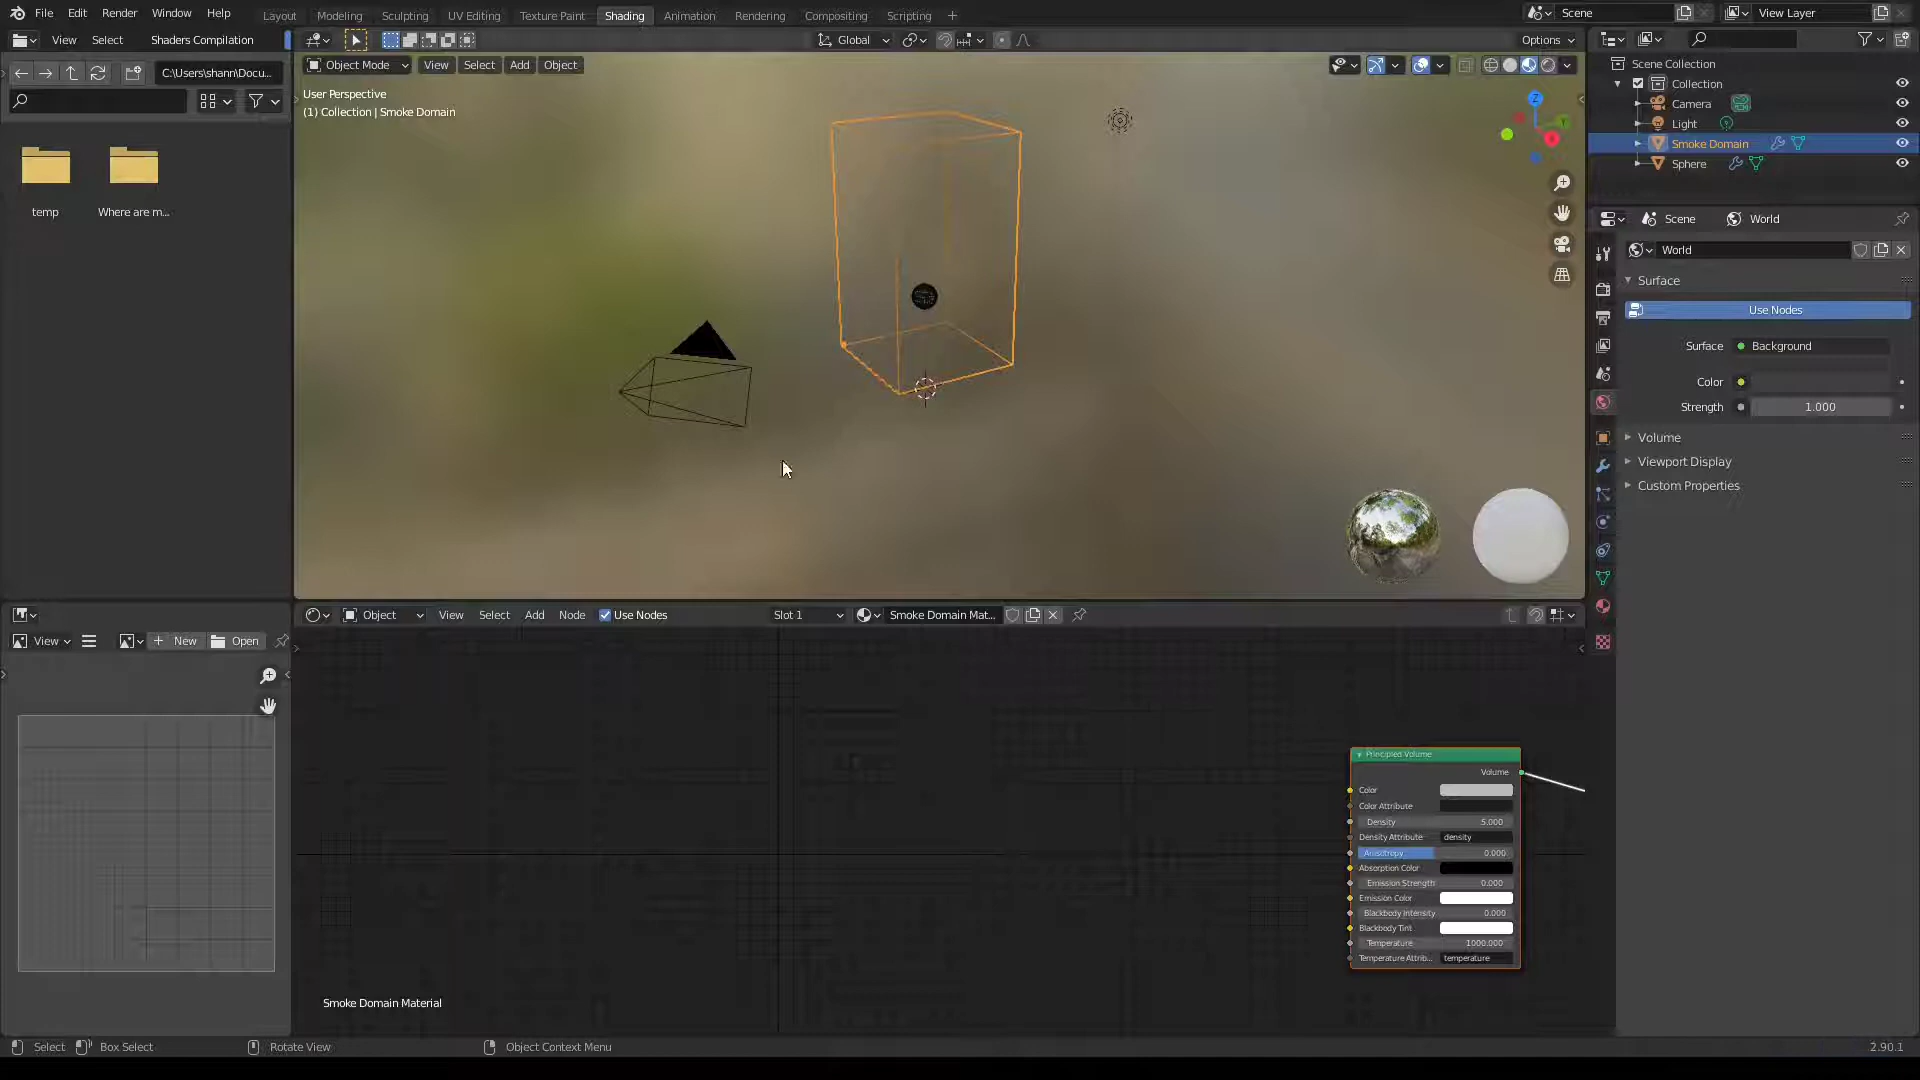 File Edit Render Window Help
Layout Modeling Sculpting UV Editing Texture Paint Shading Animation Rendering Compositing Scripting
Scene
View Layer
View Select Shaders Compilation
Global
Options
C:\Users\shann\Docu...
Object Mode View Select Add Object
User Perspective
(1) Collection | Smoke Domain
Z
temp
Where are m...
Scene Collection
Collection
Camera
Light
Smoke Domain
Sphere
Scene
World
World
Surface
Use Nodes
Surface
Background
Color
Strength
1.000
Volume
Viewport Display
Custom Properties
View
New
Open
Object View Select Add Node Use Nodes Slot 1 Smoke Domain Mat...
Principled Volume
Volume
Color
Color Attribute
Density 5.000
Density Attribute density
Anisotropy 0.000
Absorption Color
Emission Strength 0.000
Emission Color
Blackbody Intensity 0.000
Blackbody Tint
Temperature 1000.000
Temperature Attrib... temperature
Smoke Domain Material
Select Box Select Rotate View Object Context Menu
2.90.1